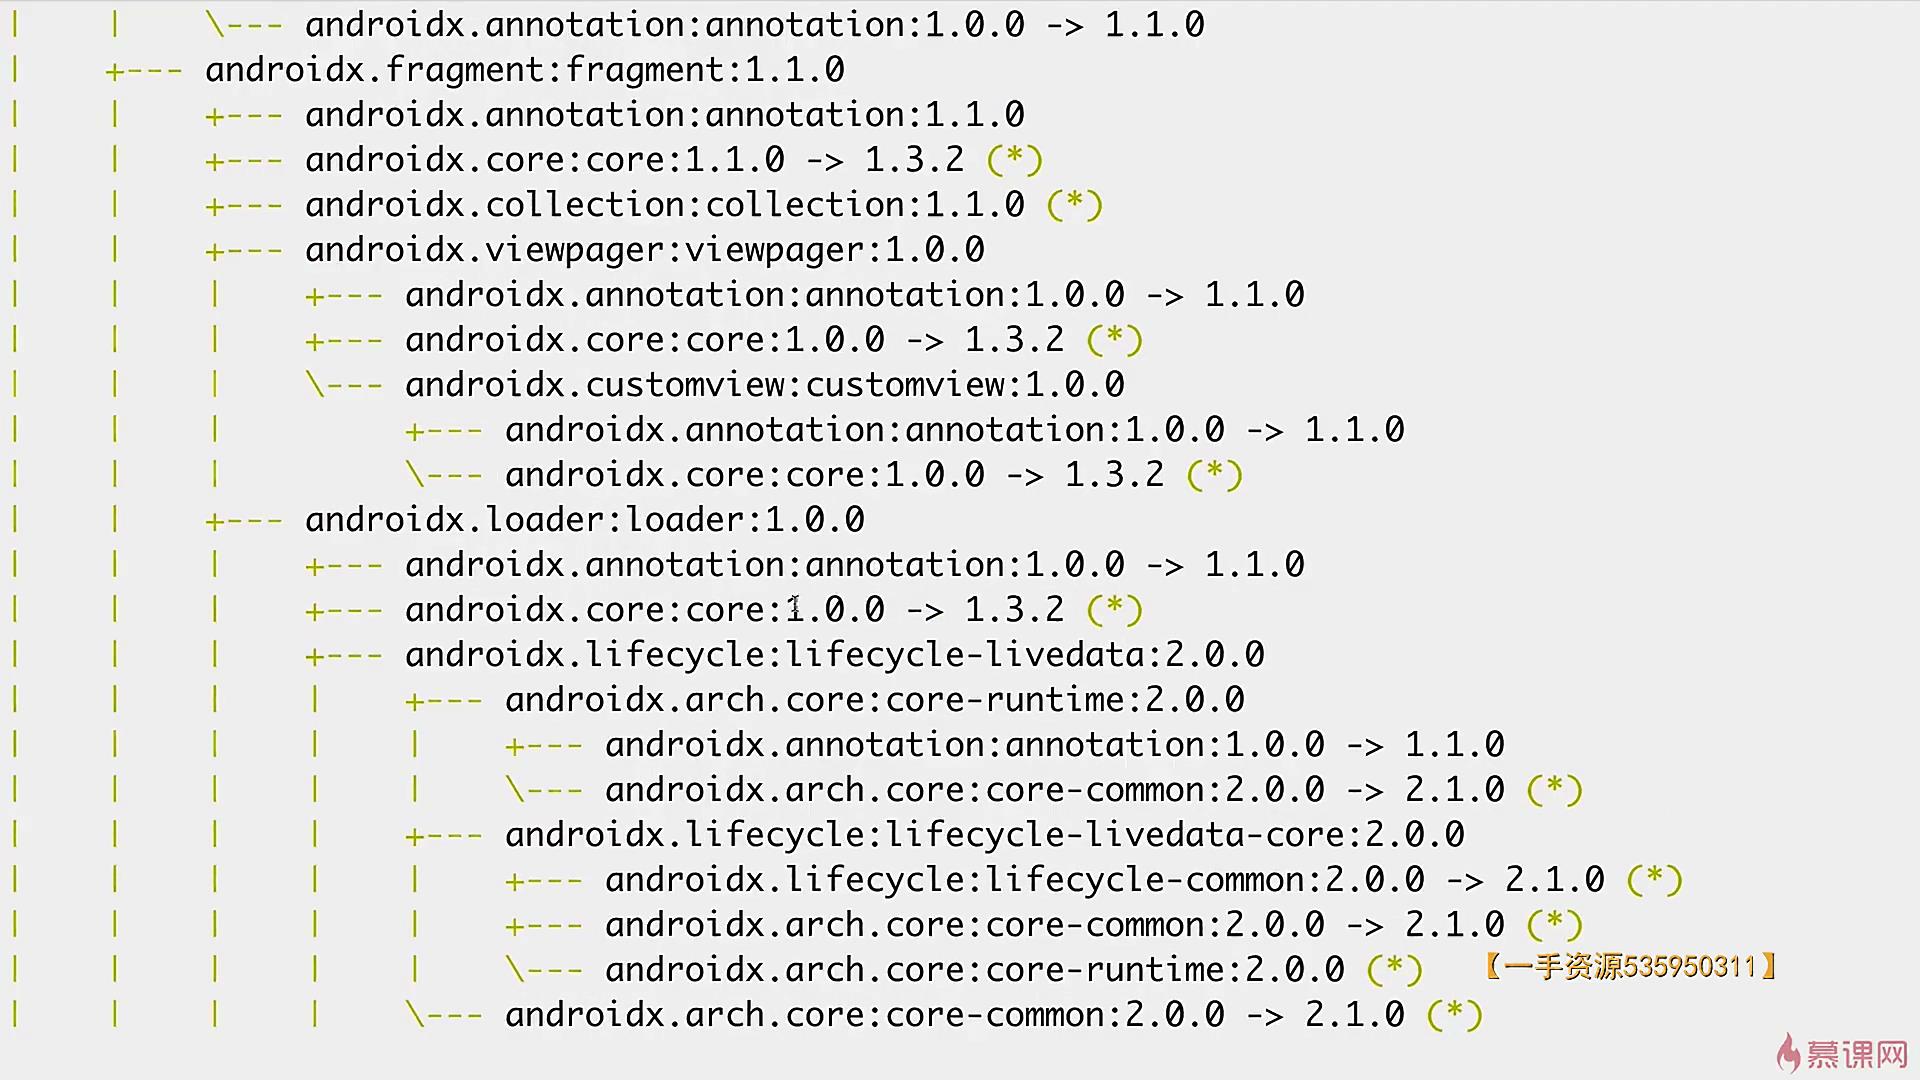 |    |    \--- androidx.annotation:annotation:1.0.0 -> 1.1.0
|    +--- androidx.fragment:fragment:1.1.0
|    |    +--- androidx.annotation:annotation:1.1.0
|    |    +--- androidx.core:core:1.1.0 -> 1.3.2 (*)
|    |    +--- androidx.collection:collection:1.1.0 (*)
|    |    +--- androidx.viewpager:viewpager:1.0.0
|    |    |    +--- androidx.annotation:annotation:1.0.0 -> 1.1.0
|    |    |    +--- androidx.core:core:1.0.0 -> 1.3.2 (*)
|    |    |    \--- androidx.customview:customview:1.0.0
|    |    |         +--- androidx.annotation:annotation:1.0.0 -> 1.1.0
|    |    |         \--- androidx.core:core:1.0.0 -> 1.3.2 (*)
|    |    +--- androidx.loader:loader:1.0.0
|    |    |    +--- androidx.annotation:annotation:1.0.0 -> 1.1.0
|    |    |    +--- androidx.core:core:1.0.0 -> 1.3.2 (*)
|    |    |    +--- androidx.lifecycle:lifecycle-livedata:2.0.0
|    |    |    |    +--- androidx.arch.core:core-runtime:2.0.0
|    |    |    |    |    +--- androidx.annotation:annotation:1.0.0 -> 1.1.0
|    |    |    |    |    \--- androidx.arch.core:core-common:2.0.0 -> 2.1.0 (*)
|    |    |    |    +--- androidx.lifecycle:lifecycle-livedata-core:2.0.0
|    |    |    |    |    +--- androidx.lifecycle:lifecycle-common:2.0.0 -> 2.1.0 (*)
|    |    |    |    |    +--- androidx.arch.core:core-common:2.0.0 -> 2.1.0 (*)
|    |    |    |    |    \--- androidx.arch.core:core-runtime:2.0.0 (*)
【一手资源535950311】
|    |    |    |    \--- androidx.arch.core:core-common:2.0.0 -> 2.1.0 (*)
慕课网